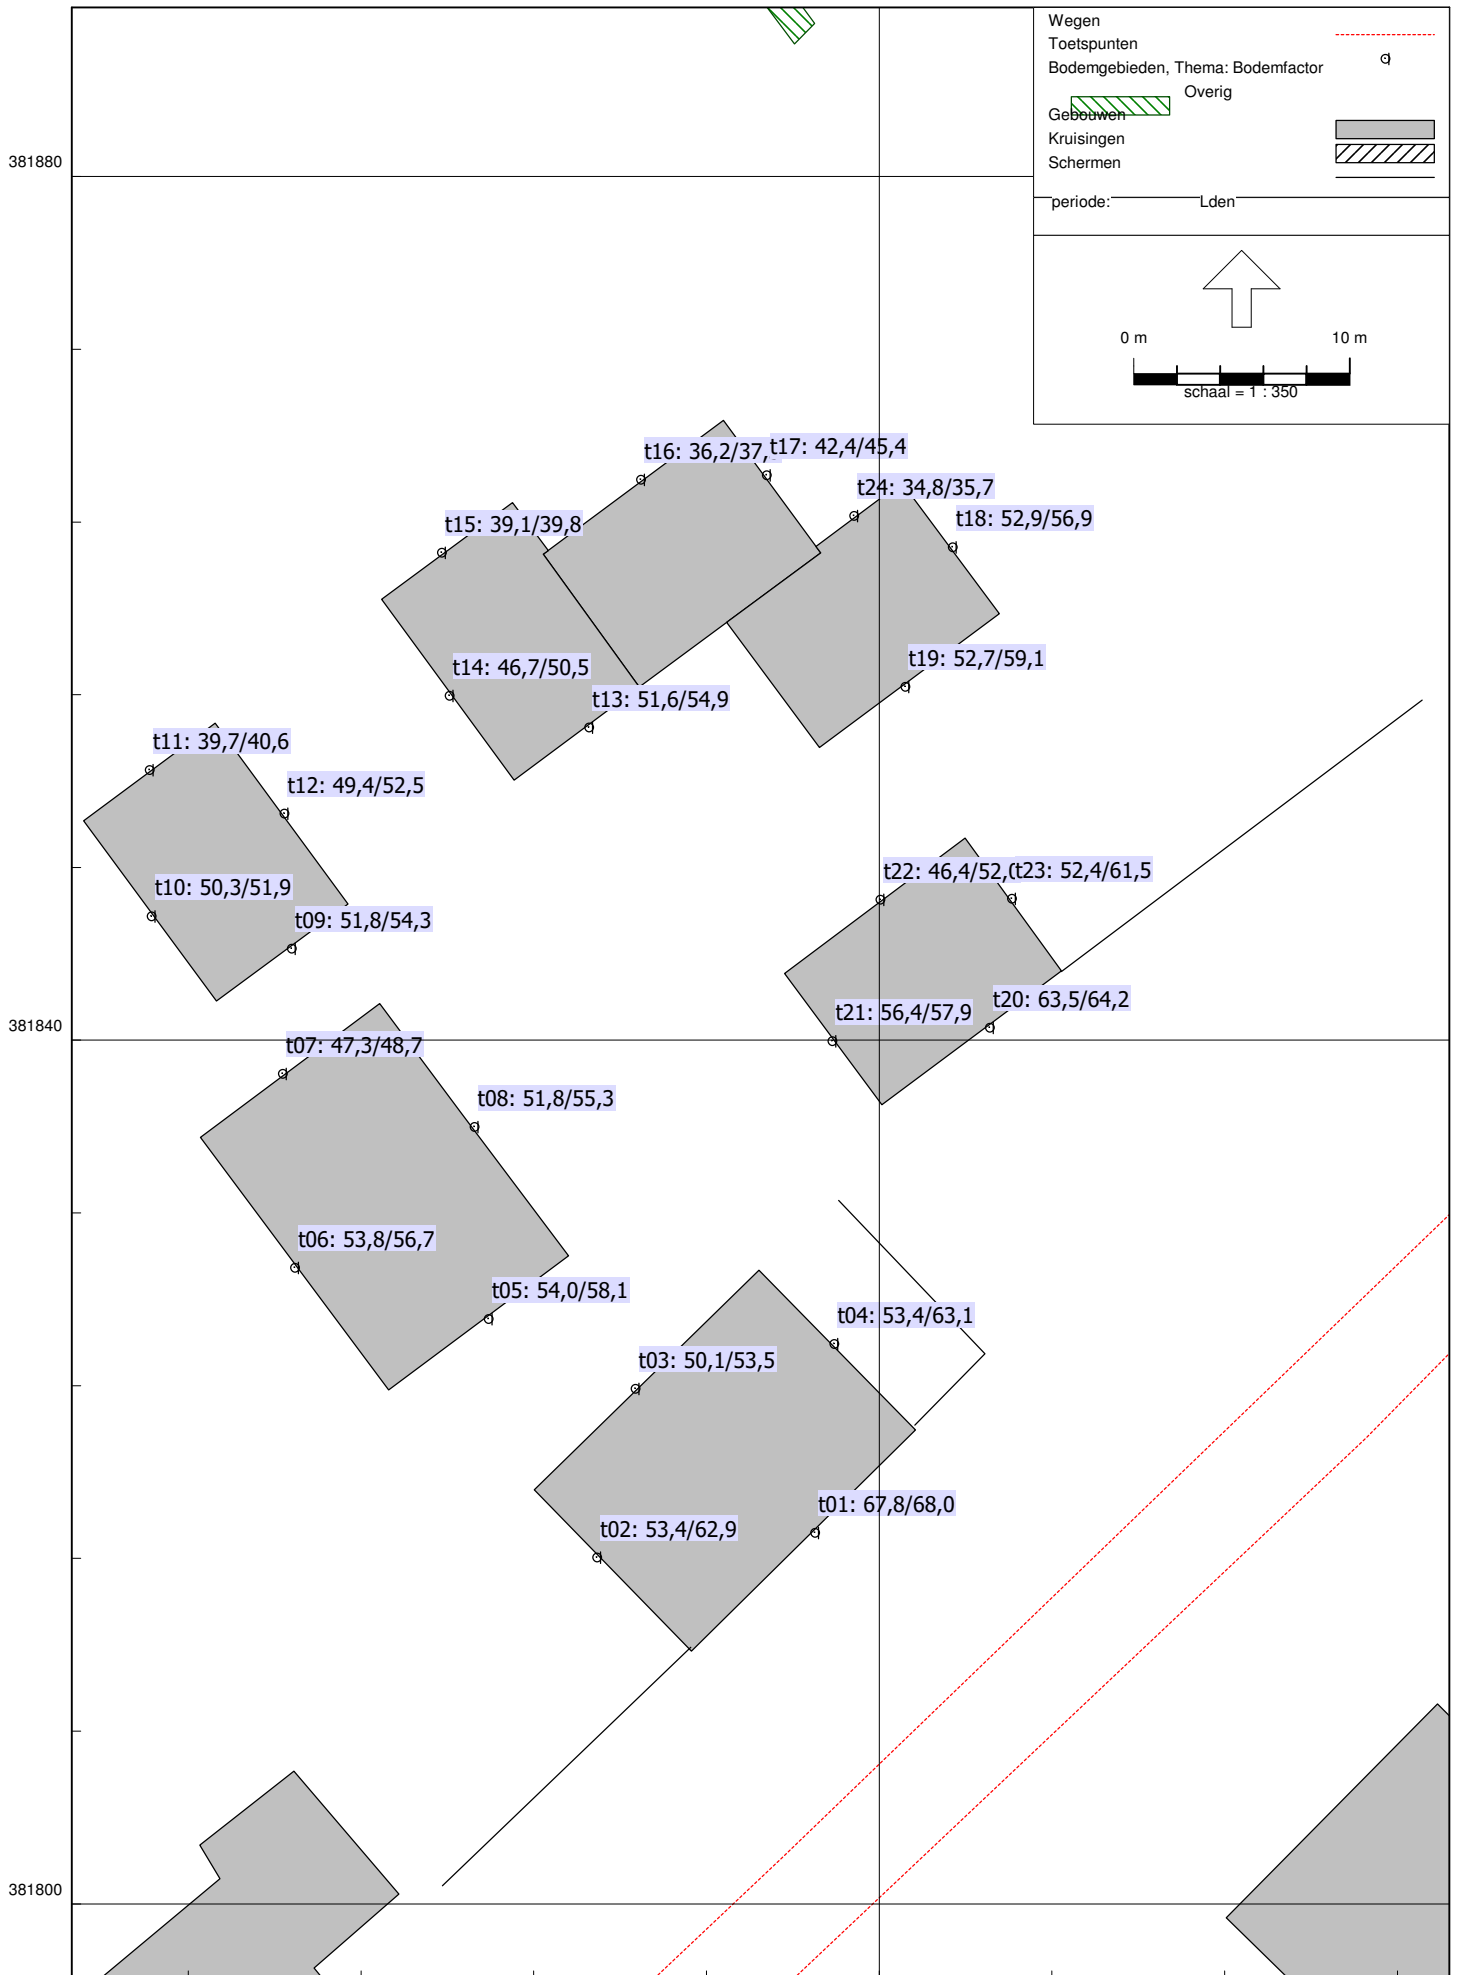 Wegen
Toetspunten
Bodemgebieden, Thema: Bodemfactor
Overig
Gebouwen
Kruisingen
Schermen
periode: Lden
0 m 10 m
schaal = 1 : 350
381880
381840
381800
t16: 36,2/37,
t17: 42,4/45,4
t24: 34,8/35,7
t18: 52,9/56,9
t15: 39,1/39,8
t19: 52,7/59,1
t14: 46,7/50,5
t13: 51,6/54,9
t11: 39,7/40,6
t12: 49,4/52,5
t22: 46,4/52,0
t23: 52,4/61,5
t10: 50,3/51,9
t09: 51,8/54,3
t20: 63,5/64,2
t21: 56,4/57,9
t07: 47,3/48,7
t08: 51,8/55,3
t06: 53,8/56,7
t05: 54,0/58,1
t04: 53,4/63,1
t03: 50,1/53,5
t01: 67,8/68,0
t02: 53,4/62,9